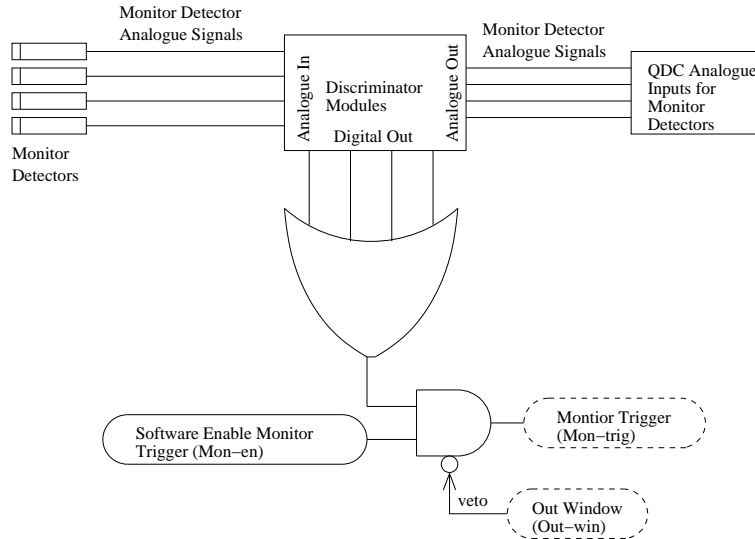 Monitor Detector
Analogue Signals
Monitor
Detectors
Analogue In
Discriminator
Modules
Digital Out
Analogue Out
Monitor Detector
Analogue Signals
QDC Analogue
Inputs for
Monitor
Detectors
Software Enable Monitor
Trigger (Mon−en)
Montior Trigger
(Mon−trig)
veto
Out Window
(Out−win)